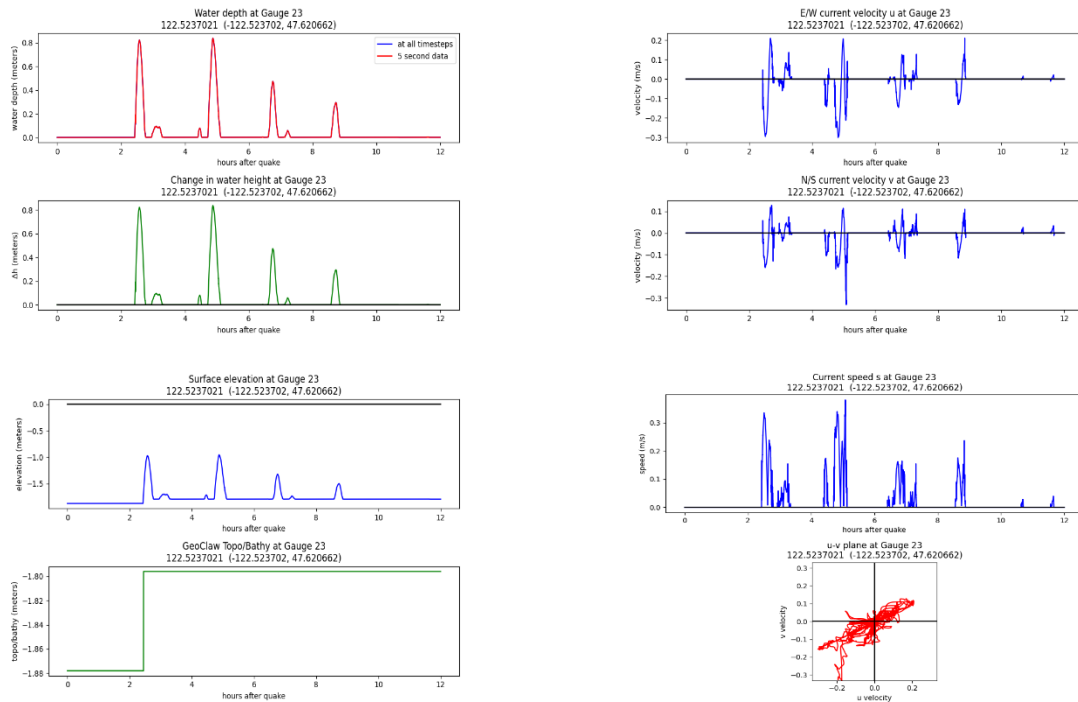 Water depth at Gauge 23
122.5237021 (-122.523702, 47.620662)
water depth (meters)
0.8
0.6
0.4
0.2
0.0
at all timesteps
5 second data
0 2 4 6 8 10 12
hours after quake
Change in water height at Gauge 23
122.5237021 (-122.523702, 47.620662)
Δh (meters)
0.8
0.6
0.4
0.2
0.0
0 2 4 6 8 10 12
hours after quake
Surface elevation at Gauge 23
122.5237021 (-122.523702, 47.620662)
elevation (meters)
0.0
−0.5
−1.0
−1.5
0 2 4 6 8 10 12
hours after quake
GeoClaw Topo/Bathy at Gauge 23
122.5237021 (-122.523702, 47.620662)
topo/bathy (meters)
−1.80
−1.82
−1.84
−1.86
−1.88
0 2 4 6 8 10 12
hours after quake
E/W current velocity u at Gauge 23
122.5237021 (-122.523702, 47.620662)
velocity (m/s)
0.2
0.1
0.0
−0.1
−0.2
−0.3
0 2 4 6 8 10 12
hours after quake
N/S current velocity v at Gauge 23
122.5237021 (-122.523702, 47.620662)
velocity (m/s)
0.1
0.0
−0.1
−0.2
−0.3
0 2 4 6 8 10 12
hours after quake
Current speed s at Gauge 23
122.5237021 (-122.523702, 47.620662)
speed (m/s)
0.3
0.2
0.1
0.0
0 2 4 6 8 10 12
hours after quake
u-v plane at Gauge 23
122.5237021 (-122.523702, 47.620662)
v velocity
0.3
0.2
0.1
0.0
−0.1
−0.2
−0.3
−0.2 0.0 0.2
u velocity